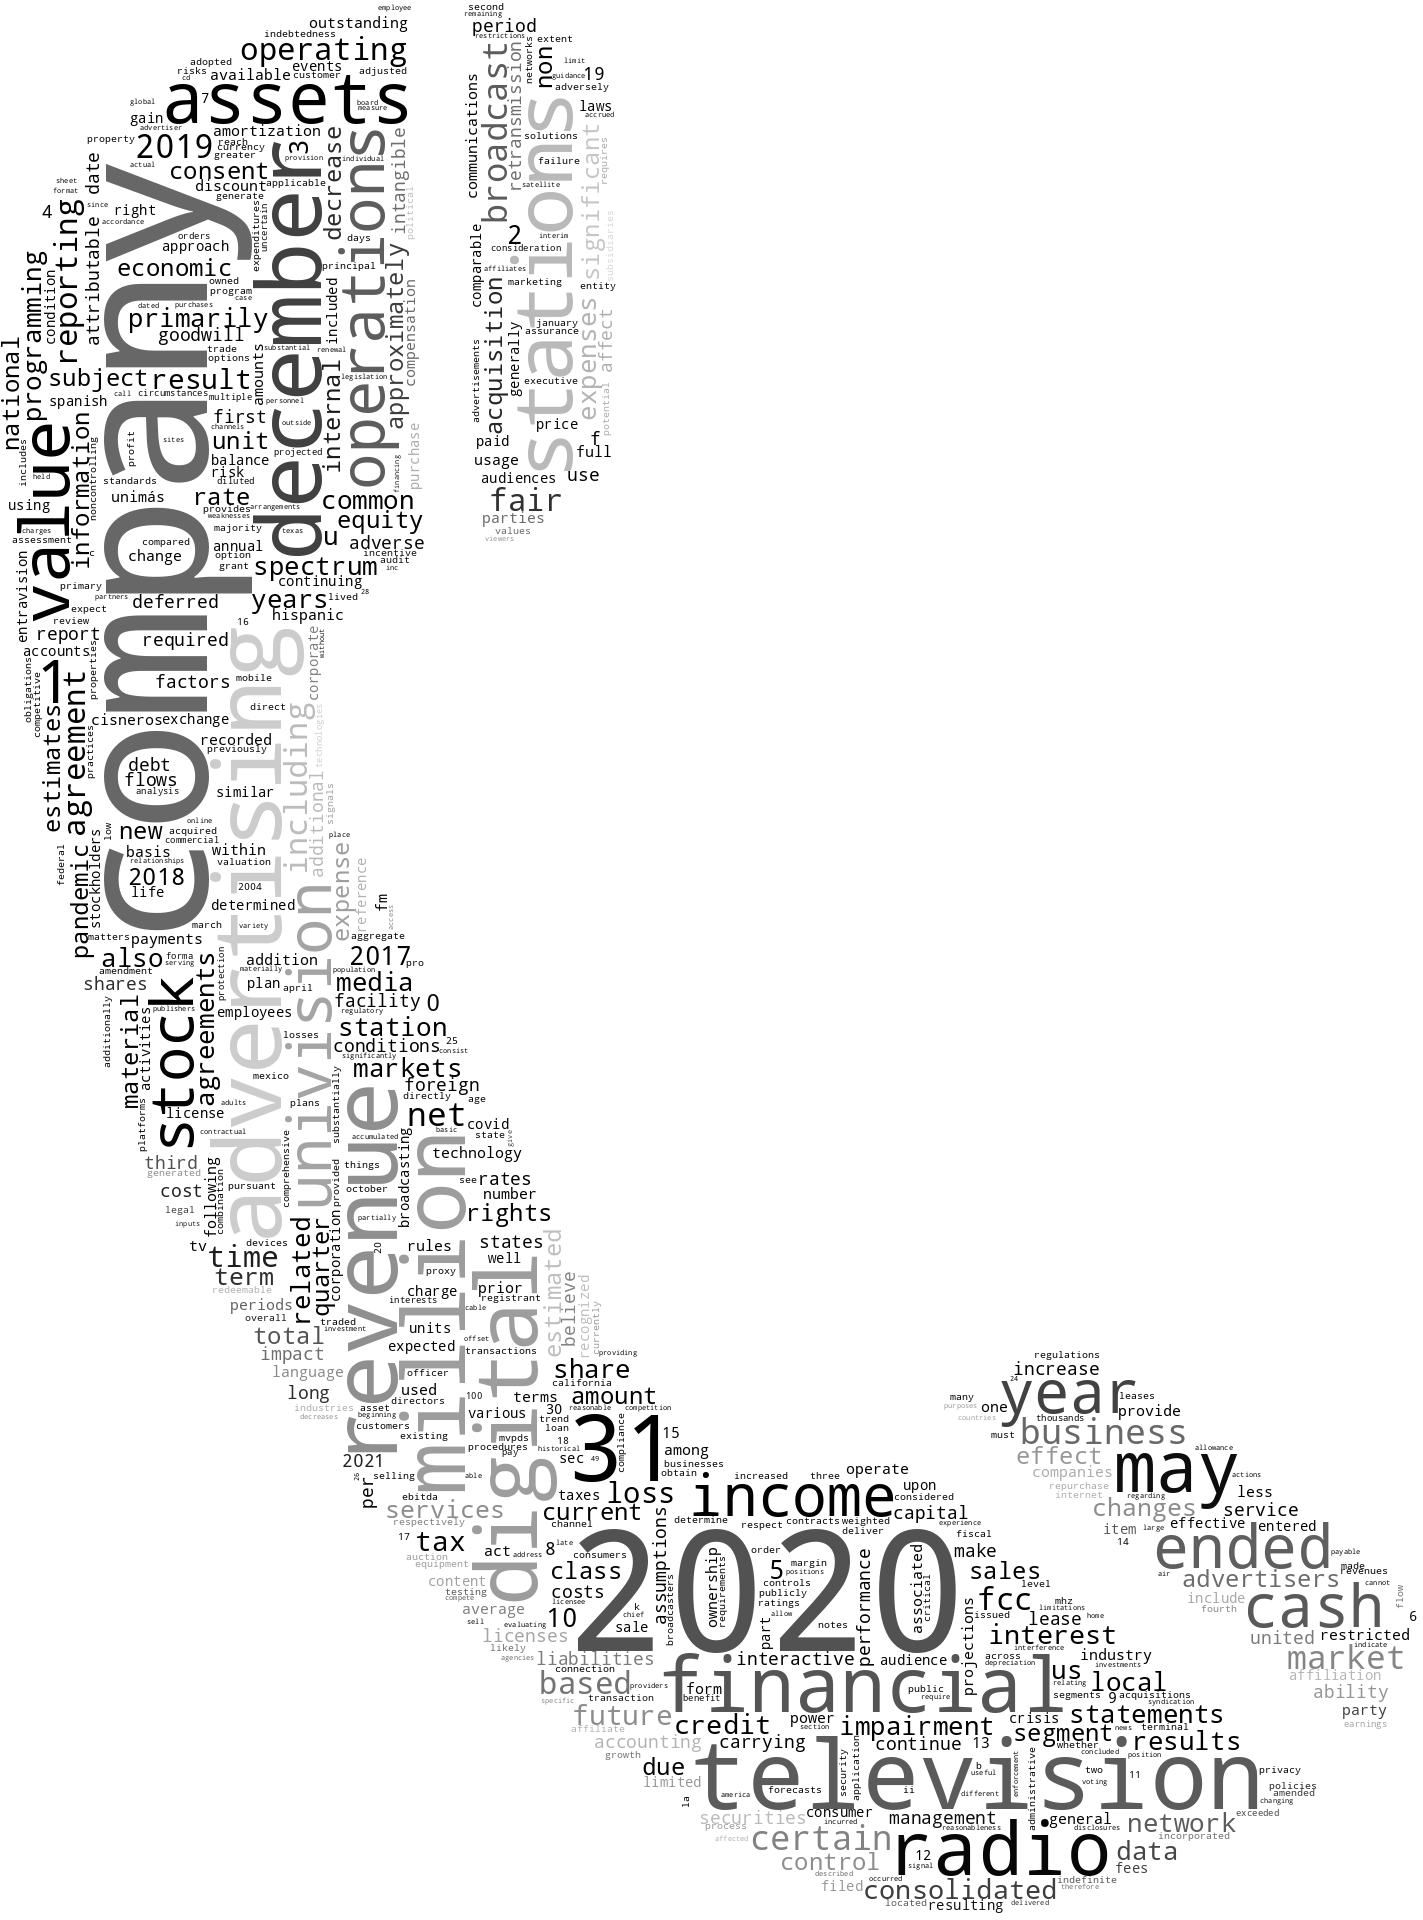 employee
second
remaining
outstanding
period
indebtedness
restrictions
operating
extent
adopted
events
limit
risks
available
customer
adjusted
non
guidance
19
cd
adversely
assets
7
global
board
measure
broadcast
networks
retransmission
communications
laws
gain
accrued
advertiser
amortization
property
2019
reach
currency
greater
3
provision
individual
solutions
actual
consent
failure
sheet
format
discount
applicable
satellite
date
since
generate
4
right
accordance
decrease
intangible
political
significant
requires
orders
approach
expenditures
uncertain
days
2
interim
consideration
economic
principal
affiliates
marketing
entity
subsidiaries
owned
program
case
company
december
operations
stations
dated
purchases
primarily
goodwill
included
approximately
compensation
comparable
january
assurance
trade
options
substantial
renewal
acquisition
generally
expenses
affect
subject
result
amounts
legislation
executive
national
programming
condition
reporting
attributable
spanish
call
circumstances
multiple
personnel
advertisements
potential
first
outside
channels
internal
price
unit
paid
f
profit
sites
projected
balance
usage
full
includes
held
value
information
noncontrolling
risk
diluted
financing
purchase
audiences
use
standards
unimás
rate
common
fair
using
provides
arrangements
weaknesses
equity
parties
charges
majority
texas
u
values
assessment
compared
annual
adverse
viewers
c
change
option
incentive
grant
spectrum
audit
inc
entravision
primary
continuing
partners
deferred
years
lived
28
expect
hispanic
review
16
report
required
accounts
corporate
without
obligations
competitive
1
properties
factors
mobile
agreement
direct
cisneros
exchange
estimates
practices
recorded
previously
including
technologies
debt
flows
analysis
similar
additional
signals
advertising
low
new
online
acquired
commercial
place
basis
within
relationships
valuation
federal
pandemic
stockholders
2018
life
2004
expense
reference
determined
fm
access
march
variety
matters
payments
aggregate
also
forma
serving
addition
2017
pro
amendment
materially
population
shares
protection
plan
april
media
univision
stock
publishers
agreements
facility
0
employees
regulatory
additionally
material
activities
station
losses
conditions
25
significantly
consist
mexico
markets
foreign
adults
plans
directly
age
license
net
covid
platforms
contractual
substantially
accumulated
basic
state
give
third
generated
comprehensive
technology
things
broadcasting
cost
pursuant
provided
october
see
rates
number
legal
following
combination
partially
rights
inputs
tv
devices
20
rules
states
time
well
term
related
quarter
corporation
proxy
redeemable
charge
prior
estimated
believe
recognized
currently
periods
interests
registrant
overall
traded
cable
total
investment
units
revenue
million
digital
impact
expected
offset
transactions
providing
language
officer
share
california
long
used
100
terms
amount
industries
directors
decreases
asset
beginning
various
30
reasonable
competition
customers
trend
existing
mvpds
loan
procedures
18
historical
31
compliance
15
2021
pay
sec
49
among
26
selling
able
businesses
per
obtain
ebitda
taxes
loss
services
current
respectively
channel
17
tax
act
address
8
late
consumers
auction
equipment
content
class
testing
compete
costs
licensee
average
k
10
chief
sell
evaluating
sale
licenses
likely
agencies
liabilities
connection
based
providers
specific
transaction
future
affiliate
accounting
growth
due
limited
increased
three
operate
income
upon
considered
capital
determine
respect
contracts
weighted
experience
deliver
fiscal
assumptions
broadcasters
2020
ownership
requirements
order
margin
5
positions
controls
publicly
ratings
allow
part
notes
performance
associated
critical
make
sales
level
fcc
mhz
limitations
issued
lease
home
interactive
audience
projections
interest
interference
across
industry
depreciation
investments
financial
form
benefit
public
require
us
relating
local
segments
9
acquisitions
syndication
credit
power
section
impairment
crisis
statements
segment
news
terminal
carrying
continue
13
results
whether
concluded
position
television
security
application
b
useful
enforcement
administrative
two
voting
11
privacy
la
america
forecasts
ii
different
policies
amended
changing
securities
consumer
incurred
management
general
exceeded
process
reasonableness
disclosures
network
affected
certain
incorporated
radio
12
signal
data
control
fees
described
occurred
indefinite
therefore
filed
consolidated
located
resulting
delivered
regulations
24
increase
many
year
leases
purposes
one
provide
countries
thousands
must
business
effect
allowance
companies
may
actions
repurchase
internet
regarding
less
changes
service
item
large
effective
entered
14
ended
payable
made
air
revenues
advertisers
cannot
include
flow
fourth
cash
6
united
restricted
indicate
market
affiliation
ability
party
earnings